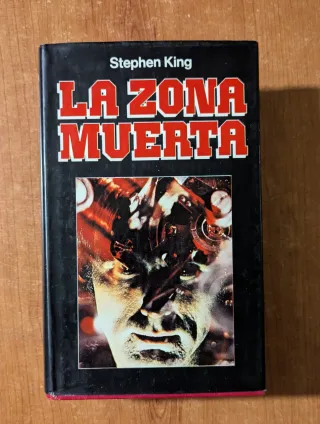 Stephen King
LA ZONA
MUERTA